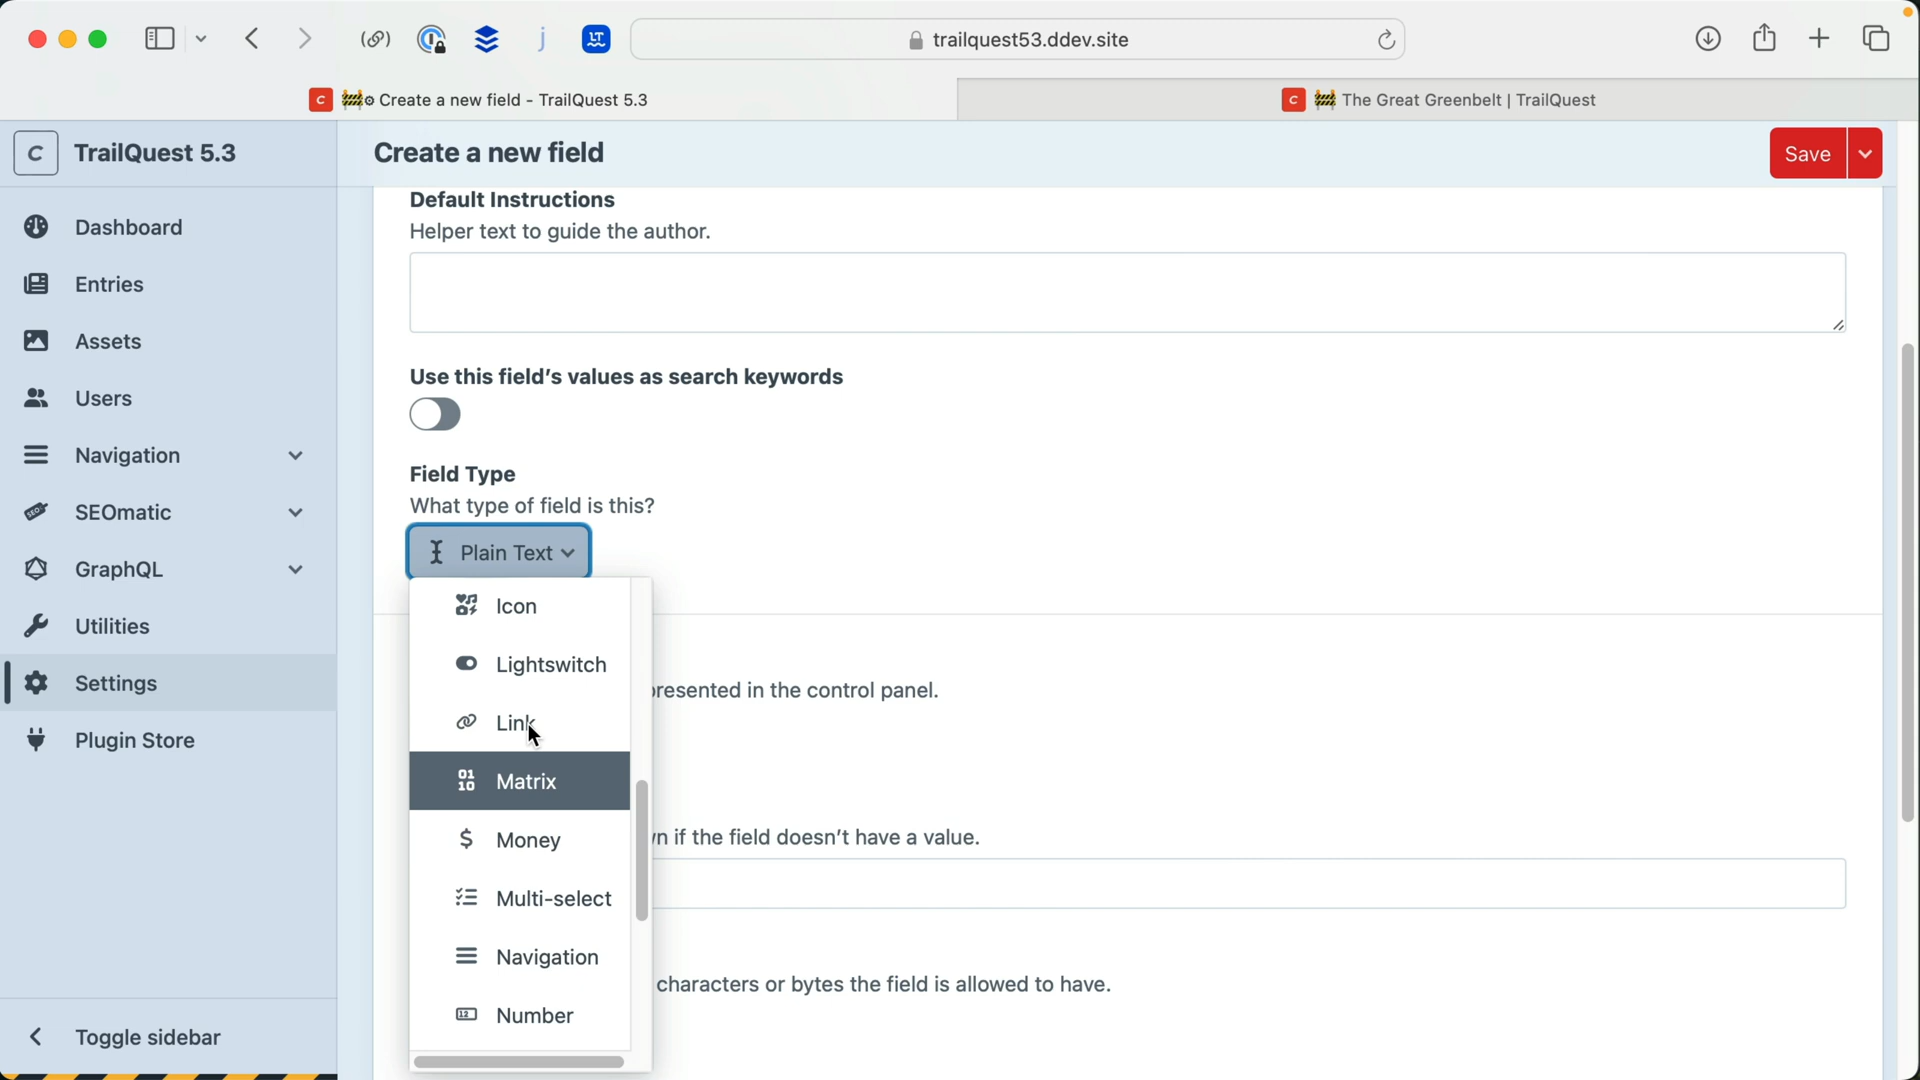 trailquest53.ddev.site
C 🚧⚙ Create a new field - TrailQuest 5.3
C 🚧 The Great Greenbelt | TrailQuest
C TrailQuest 5.3
Create a new field
Save
Dashboard
Entries
Assets
Users
Navigation
SEO SEOmatic
GraphQL
Utilities
Settings
Plugin Store
Toggle sidebar
Default Instructions
Helper text to guide the author.
Use this field's values as search keywords
Field Type
What type of field is this?
Plain Text
Icon
Lightswitch
Link
Matrix
$ Money
Multi-select
Navigation
12 Number
presented in the control panel.
if the field doesn't have a value.
characters or bytes the field is allowed to have.